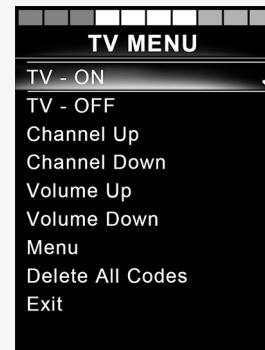 TV MENU
TV - ON
TV - OFF
Channel Up
Channel Down
Volume Up
Volume Down
Menu
Delete All Codes
Exit